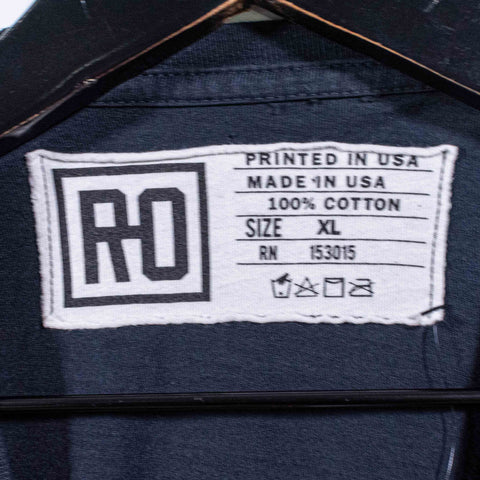 RO
PRINTED IN USA
MADE IN USA
100% COTTON
SIZE XL
RN 153015